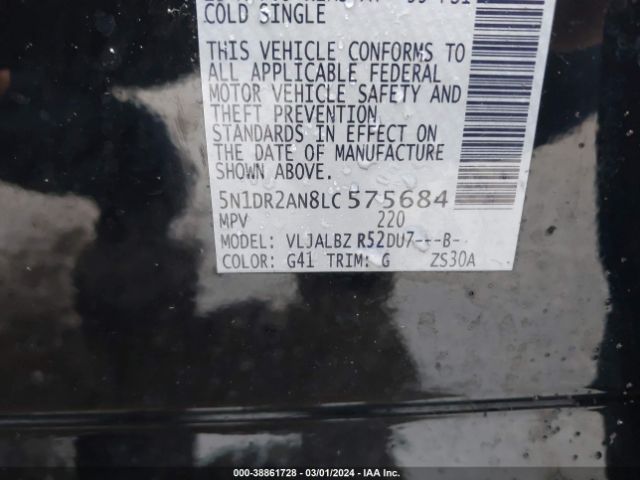 COLD SINGLE
THIS VEHICLE CONFORMS TO
ALL APPLICABLE FEDERAL
MOTOR VEHICLE SAFETY AND
THEFT PREVENTION
STANDARDS IN EFFECT ON
THE DATE OF MANUFACTURE
SHOWN ABOVE.
5N1DR2AN8LC575684
MPV 220
MODEL: VLJALBZ R52DU7---B-
COLOR: G41 TRIM: G ZS30A
000-38861728 - 03/01/2024 - IAA Inc.